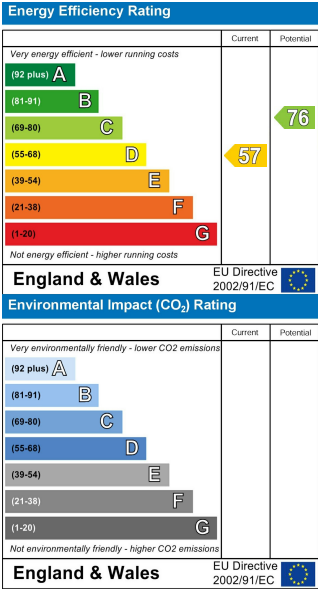 Energy Efficiency Rating
Current Potential
Very energy efficient - lower running costs
(92 plus) A
(81-91) B
(69-80) C
(55-68) D
(39-54) E
(21-38) F
(1-20) G
57
76
Not energy efficient - higher running costs
England & Wales
EU Directive
2002/91/EC
Environmental Impact (CO₂) Rating
Current Potential
Very environmentally friendly - lower CO2 emissions
(92 plus) A
(81-91) B
(69-80) C
(55-68) D
(39-54) E
(21-38) F
(1-20) G
Not environmentally friendly - higher CO2 emissions
England & Wales
EU Directive
2002/91/EC